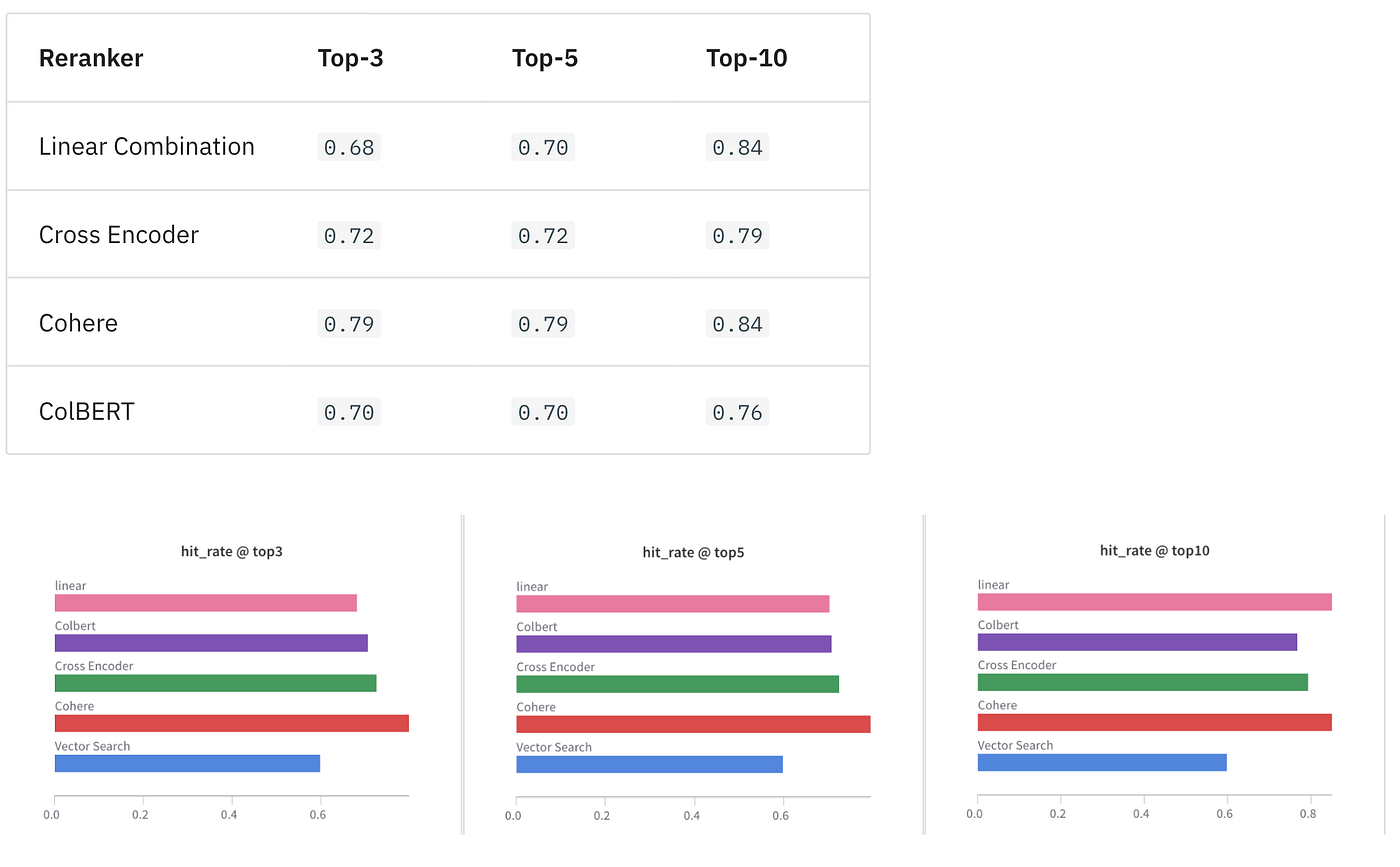 Reranker Top-3 Top-5 Top-10
Linear Combination 0.68 0.70 0.84
Cross Encoder 0.72 0.72 0.79
Cohere 0.79 0.79 0.84
ColBERT 0.70 0.70 0.76
hit_rate @ top3
linear
Colbert
Cross Encoder
Cohere
Vector Search
0.0 0.2 0.4 0.6
hit_rate @ top5
linear
Colbert
Cross Encoder
Cohere
Vector Search
0.0 0.2 0.4 0.6
hit_rate @ top10
linear
Colbert
Cross Encoder
Cohere
Vector Search
0.0 0.2 0.4 0.6 0.8